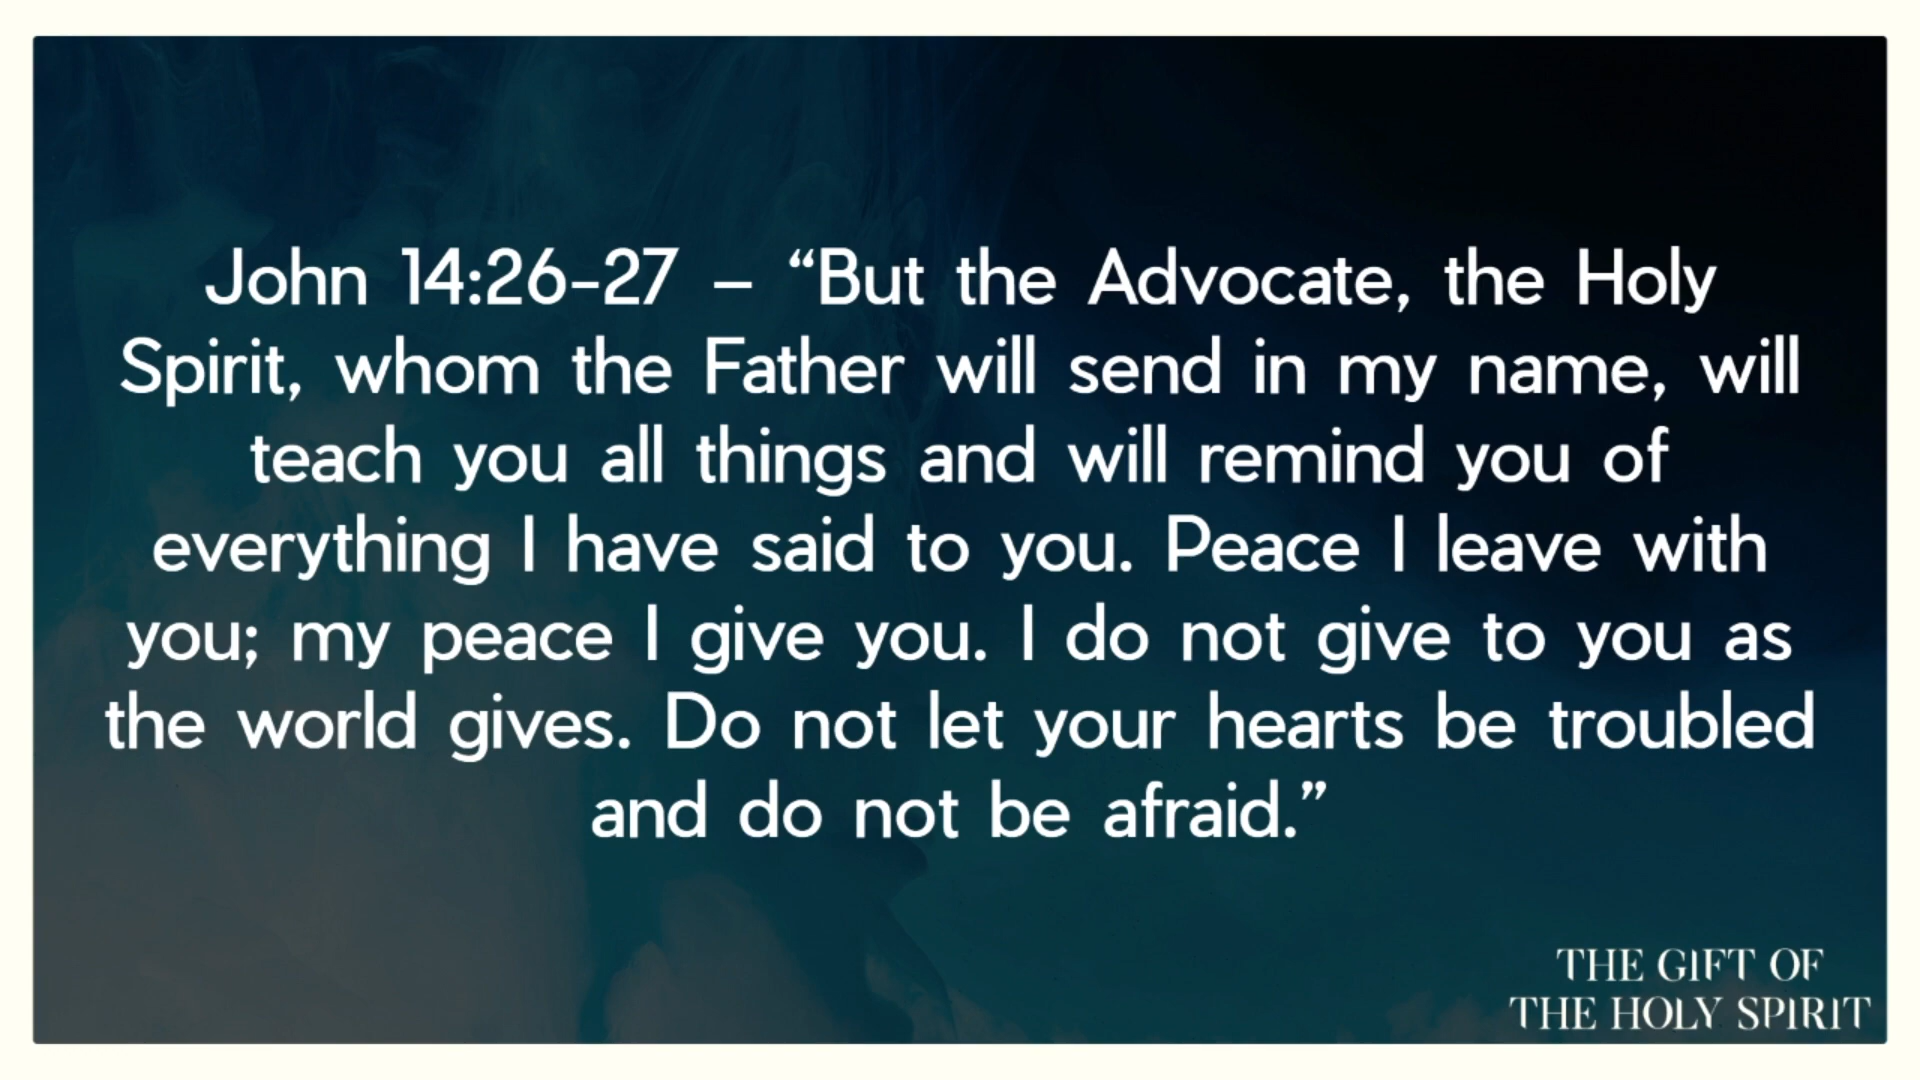 John 14:26-27 – “But the Advocate, the Holy
Spirit, whom the Father will send in my name, will
teach you all things and will remind you of
everything I have said to you. Peace I leave with
you; my peace I give you. I do not give to you as
the world gives. Do not let your hearts be troubled
and do not be afraid.”
THE GIFT OF
THE HOLY SPIRIT